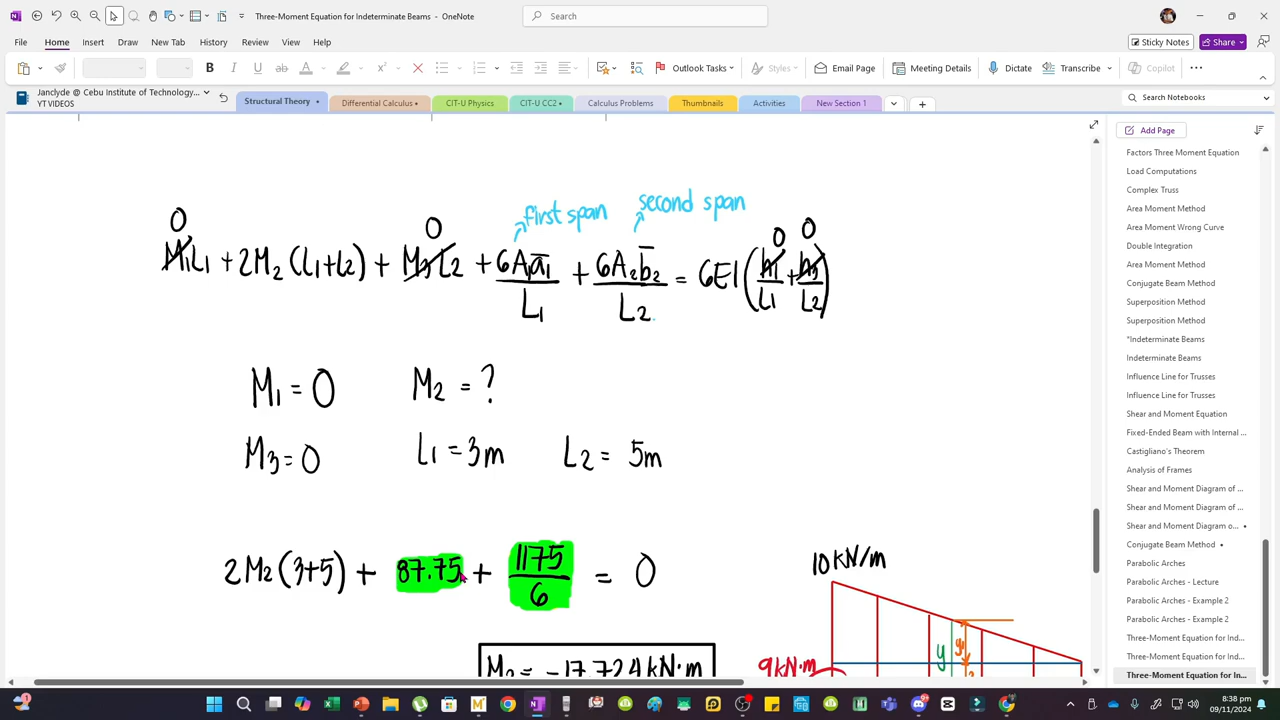 Three-Moment Equation for Indeterminate Beams - OneNote
Search
File Home Insert Draw New Tab History Review View Help
Sticky Notes
Share
B I U ab A x²
Outlook Tasks
Styles
Email Page
Meeting Details
Dictate
Transcribe
Copilot
Janclyde @ Cebu Institute of Technology...
YT VIDEOS
Structural Theory
Differential Calculus
CIT-U Physics
CIT-U CC2
Calculus Problems
Thumbnails
Activities
New Section 1
Search Notebooks
Add Page
Factors Three Moment Equation
Load Computations
Complex Truss
Area Moment Method
Area Moment Wrong Curve
Double Integration
Area Moment Method
Conjugate Beam Method
Superposition Method
Superposition Method
*Indeterminate Beams
Indeterminate Beams
Influence Line for Trusses
Influence Line for Trusses
Shear and Moment Equation
Fixed-Ended Beam with Internal ...
Castigliano's Theorem
Analysis of Frames
Shear and Moment Diagram of ...
Shear and Moment Diagram of ...
Shear and Moment Diagram o...
Conjugate Beam Method
Parabolic Arches
Parabolic Arches - Lecture
Parabolic Arches - Example 2
Parabolic Arches - Example 2
Three-Moment Equation for Ind...
Three-Moment Equation for Ind...
Three-Moment Equation for In...
first span
second span
0 0 0 0
M₁L₁ + 2M₂(L₁+L₂) + M₃L₂ + 6A₁a̅₁/L₁ + 6A₂b̅₂/L₂ = 6EI(h₁/L₁ + h₃/L₂)
M₁ = 0 M₂ = ?
M₃ = 0 L₁ = 3m L₂ = 5m
2M₂(3+5) + 87.75 + 1175/6 = 0
M₂ = -17.724 kN·m
10 kN/m
y
9kN·m
8:38 pm
09/11/2024